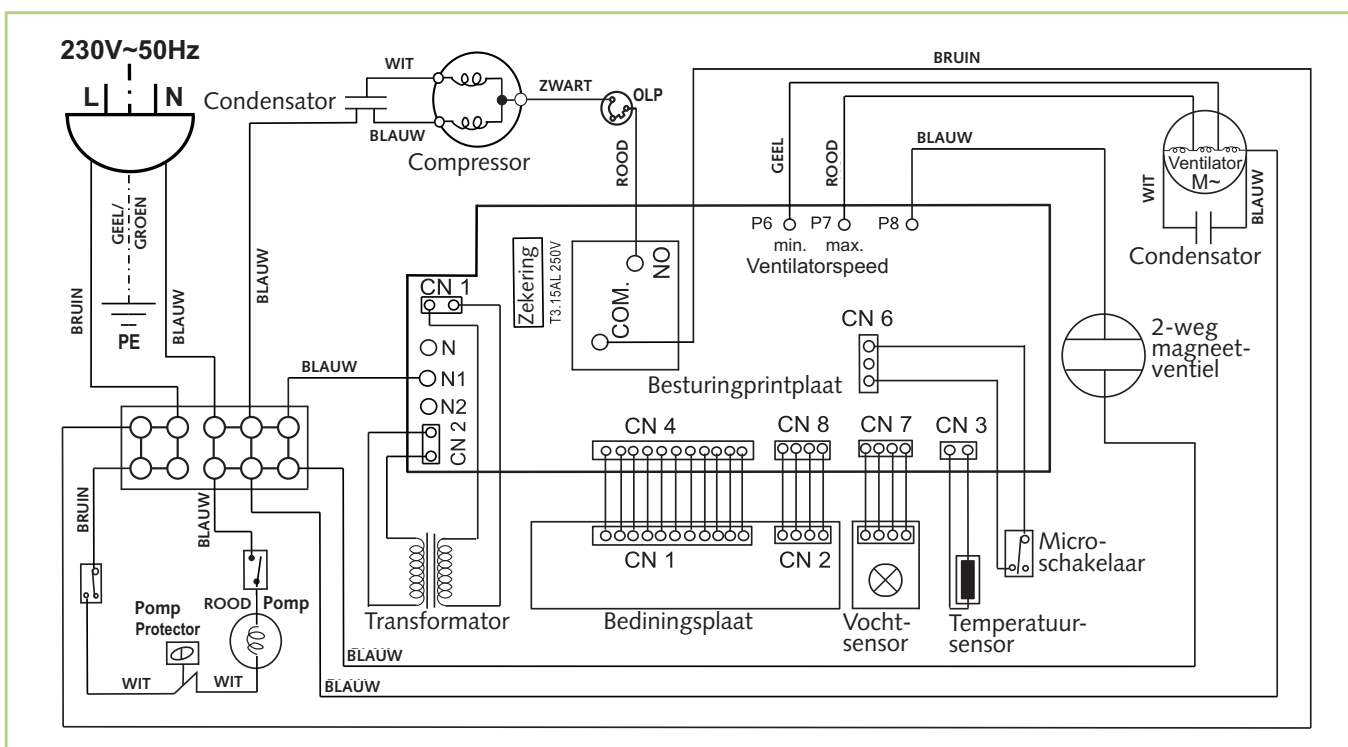 230V~50Hz
L N
Condensator
WIT
BLAUW
Compressor
ZWART
OLP
ROOD
BRUIN
GEEL
ROOD
BLAUW
Ventilator
M~
WIT
BLAUW
Condensator
GEEL/
GROEN
BRUIN
BLAUW
PE
BLAUW
BLAUW
CN 1
N
N1
N2
CN 2
Zekering
T3.15AL 250V
COM.
NO
P6 P7 P8
min. max.
Ventilatorspeed
CN 6
Besturingprintplaat
2-weg
magneet-
ventiel
CN 4 CN 8 CN 7 CN 3
CN 1 CN 2
Micro-
schakelaar
BRUIN
BLAUW
ROOD Pomp
Pomp
Protector
WIT WIT
Transformator
Bediningsplaat
Vocht-
sensor
Temperatuur-
sensor
BLAUW
BLAUW